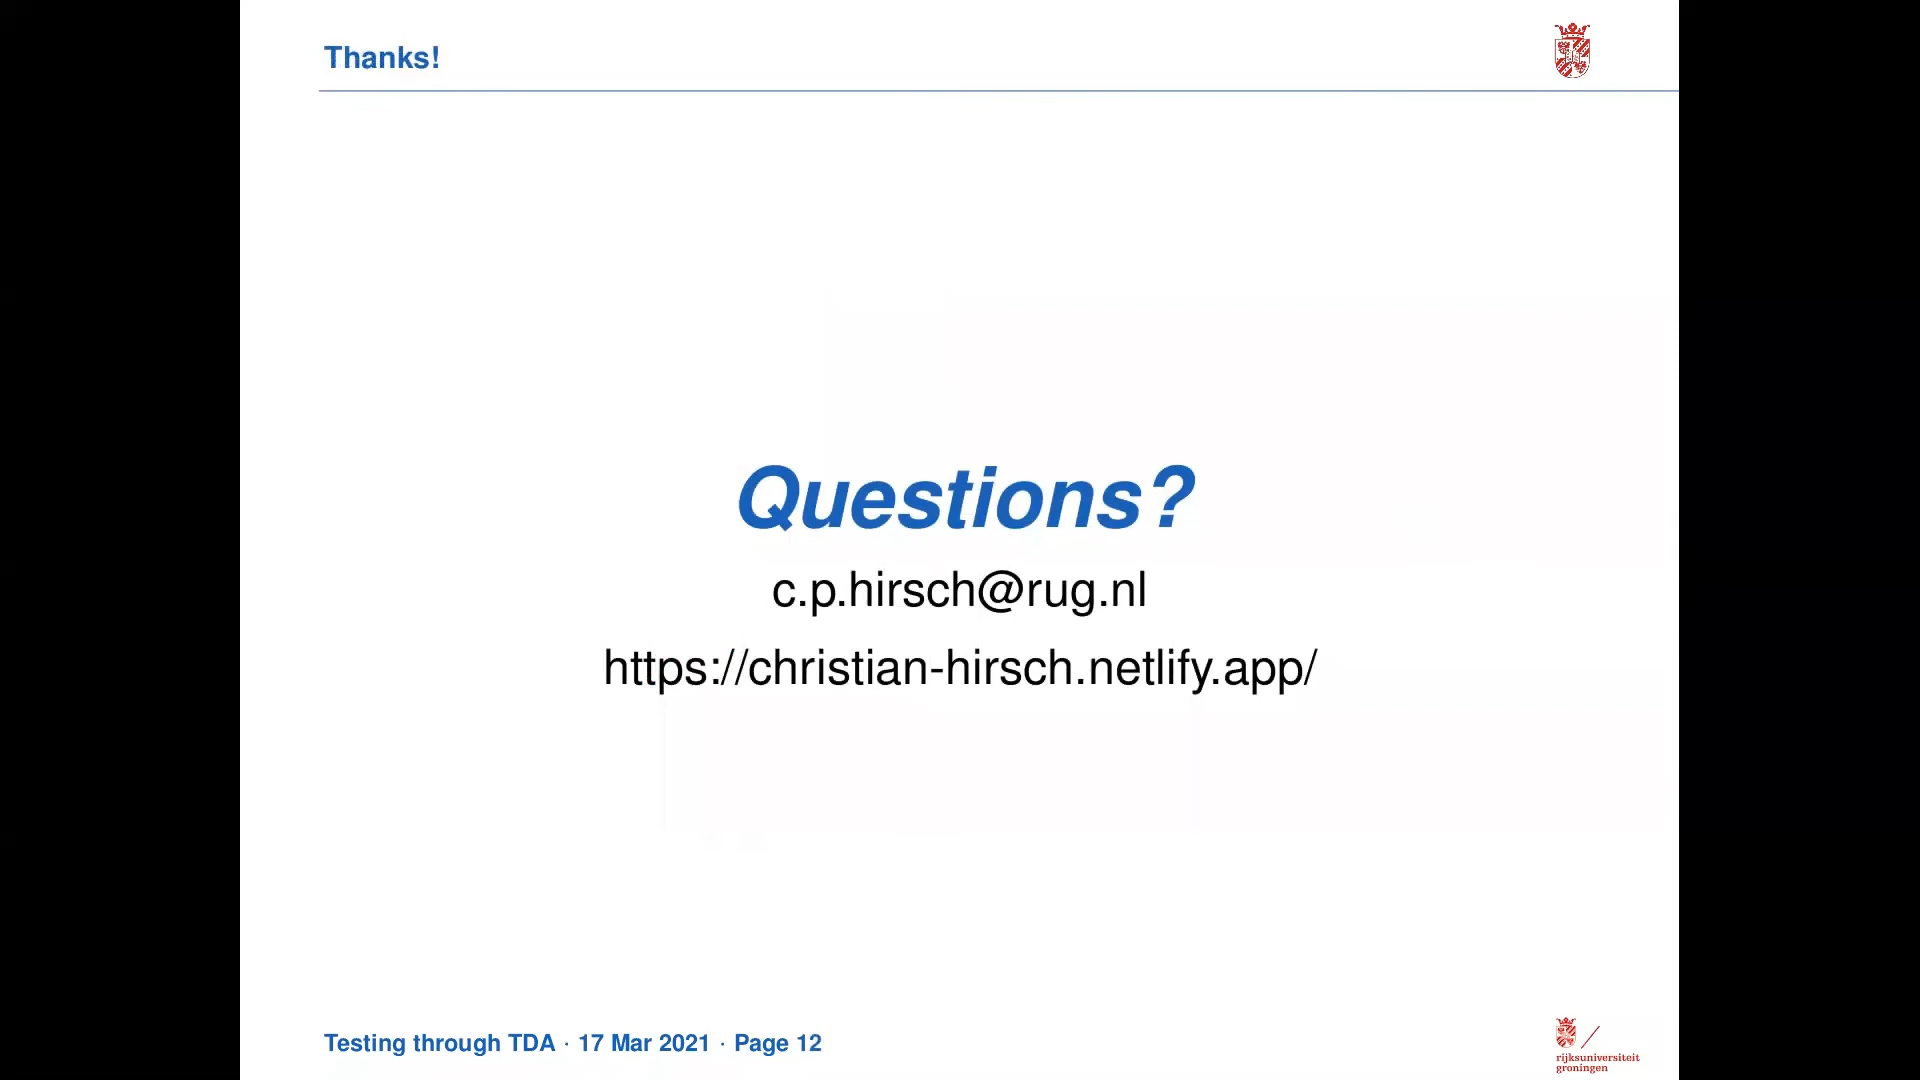 Thanks!
Questions?
c.p.hirsch@rug.nl
https://christian-hirsch.netlify.app/
Testing through TDA · 17 Mar 2021 · Page 12
rijksuniversiteit
groningen